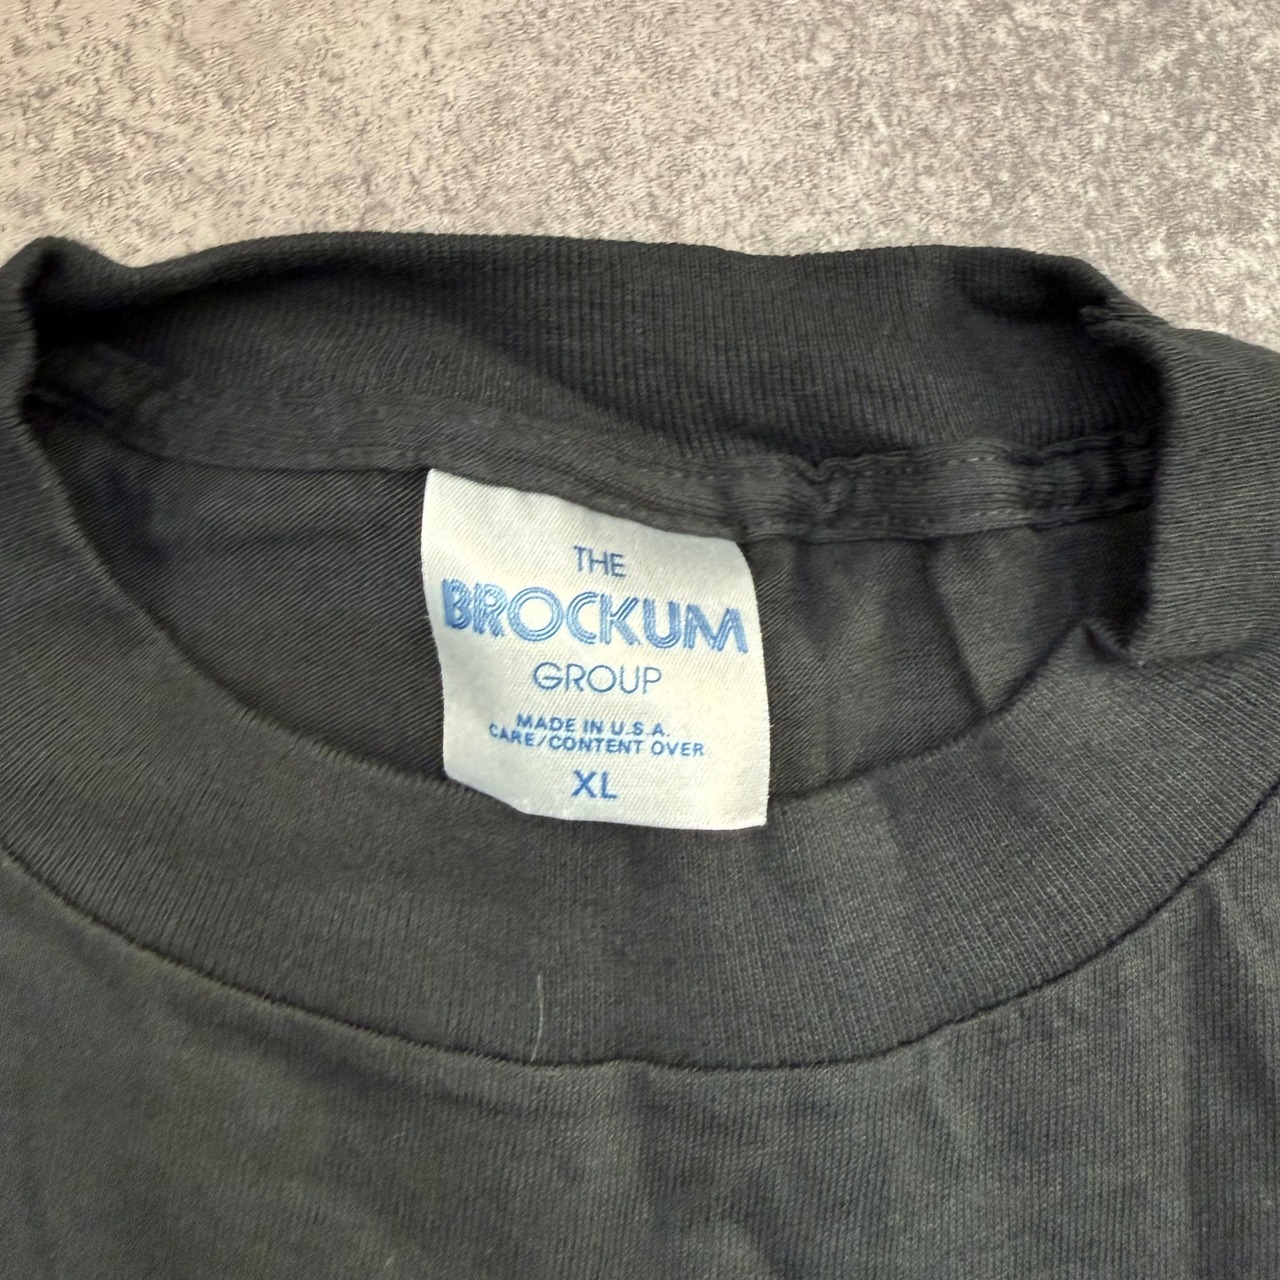 THE
BROCKUM
GROUP
MADE IN U.S.A.
CARE/CONTENT OVER
XL